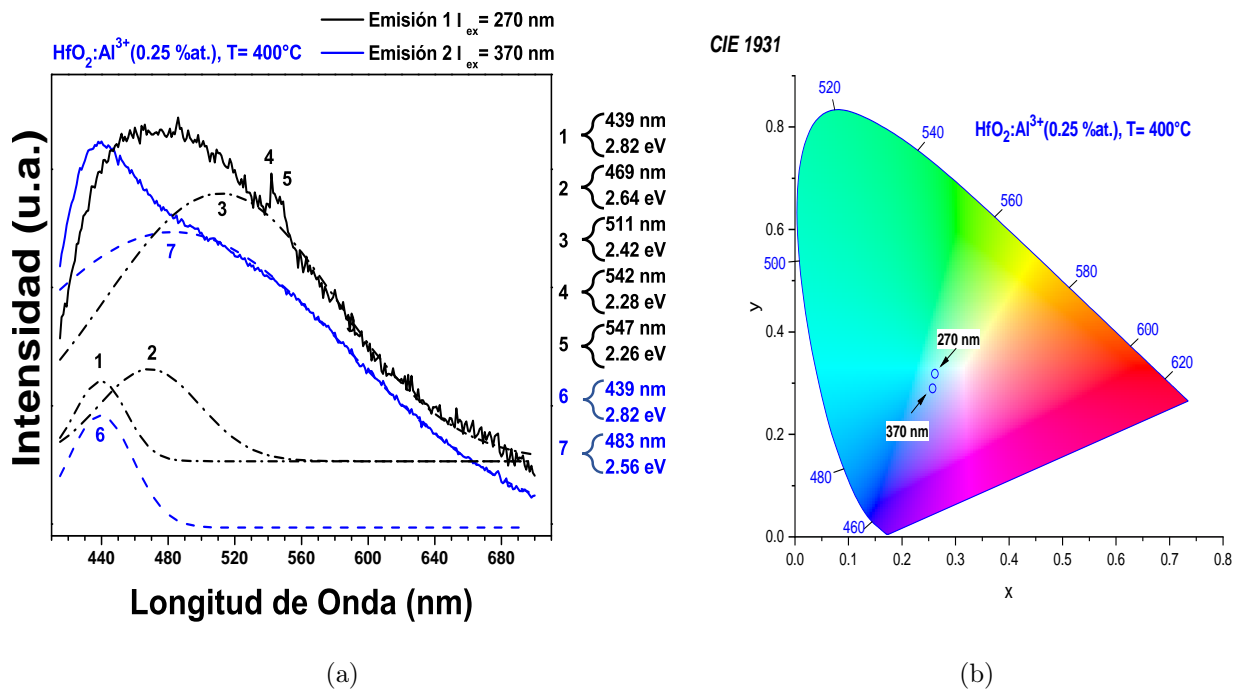 Emisión 1 l ex = 270 nm
HfO2:Al3+(0.25 %at.), T= 400°C
Emisión 2 l ex = 370 nm
Intensidad (u.a.)
4
5
3
7
1
2
6
440 480 520 560 600 640 680
Longitud de Onda (nm)
1 439 nm
2.82 eV
2 469 nm
2.64 eV
3 511 nm
2.42 eV
4 542 nm
2.28 eV
5 547 nm
2.26 eV
6 439 nm
2.82 eV
7 483 nm
2.56 eV
(a)
CIE 1931
HfO2:Al3+(0.25 %at.), T= 400°C
520
540
560
580
600
620
500
480
460
270 nm
370 nm
y
0.8
0.6
0.4
0.2
0.0
0.0 0.1 0.2 0.3 0.4 0.5 0.6 0.7 0.8
x
(b)